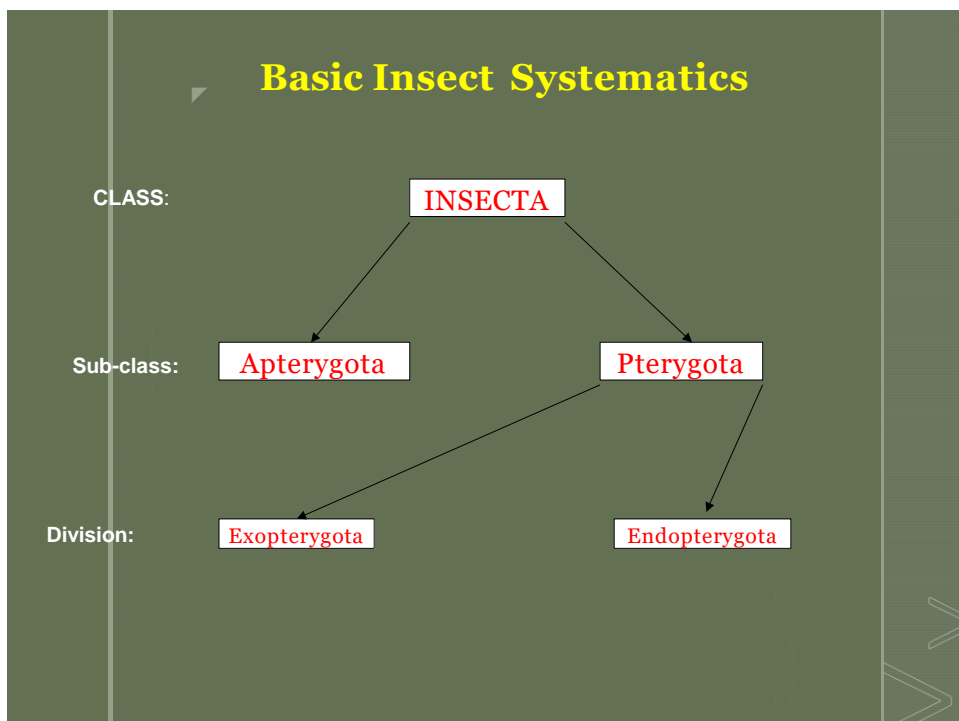 Basic Insect Systematics
CLASS: INSECTA
Sub-class: Apterygota Pterygota
Division: Exopterygota Endopterygota